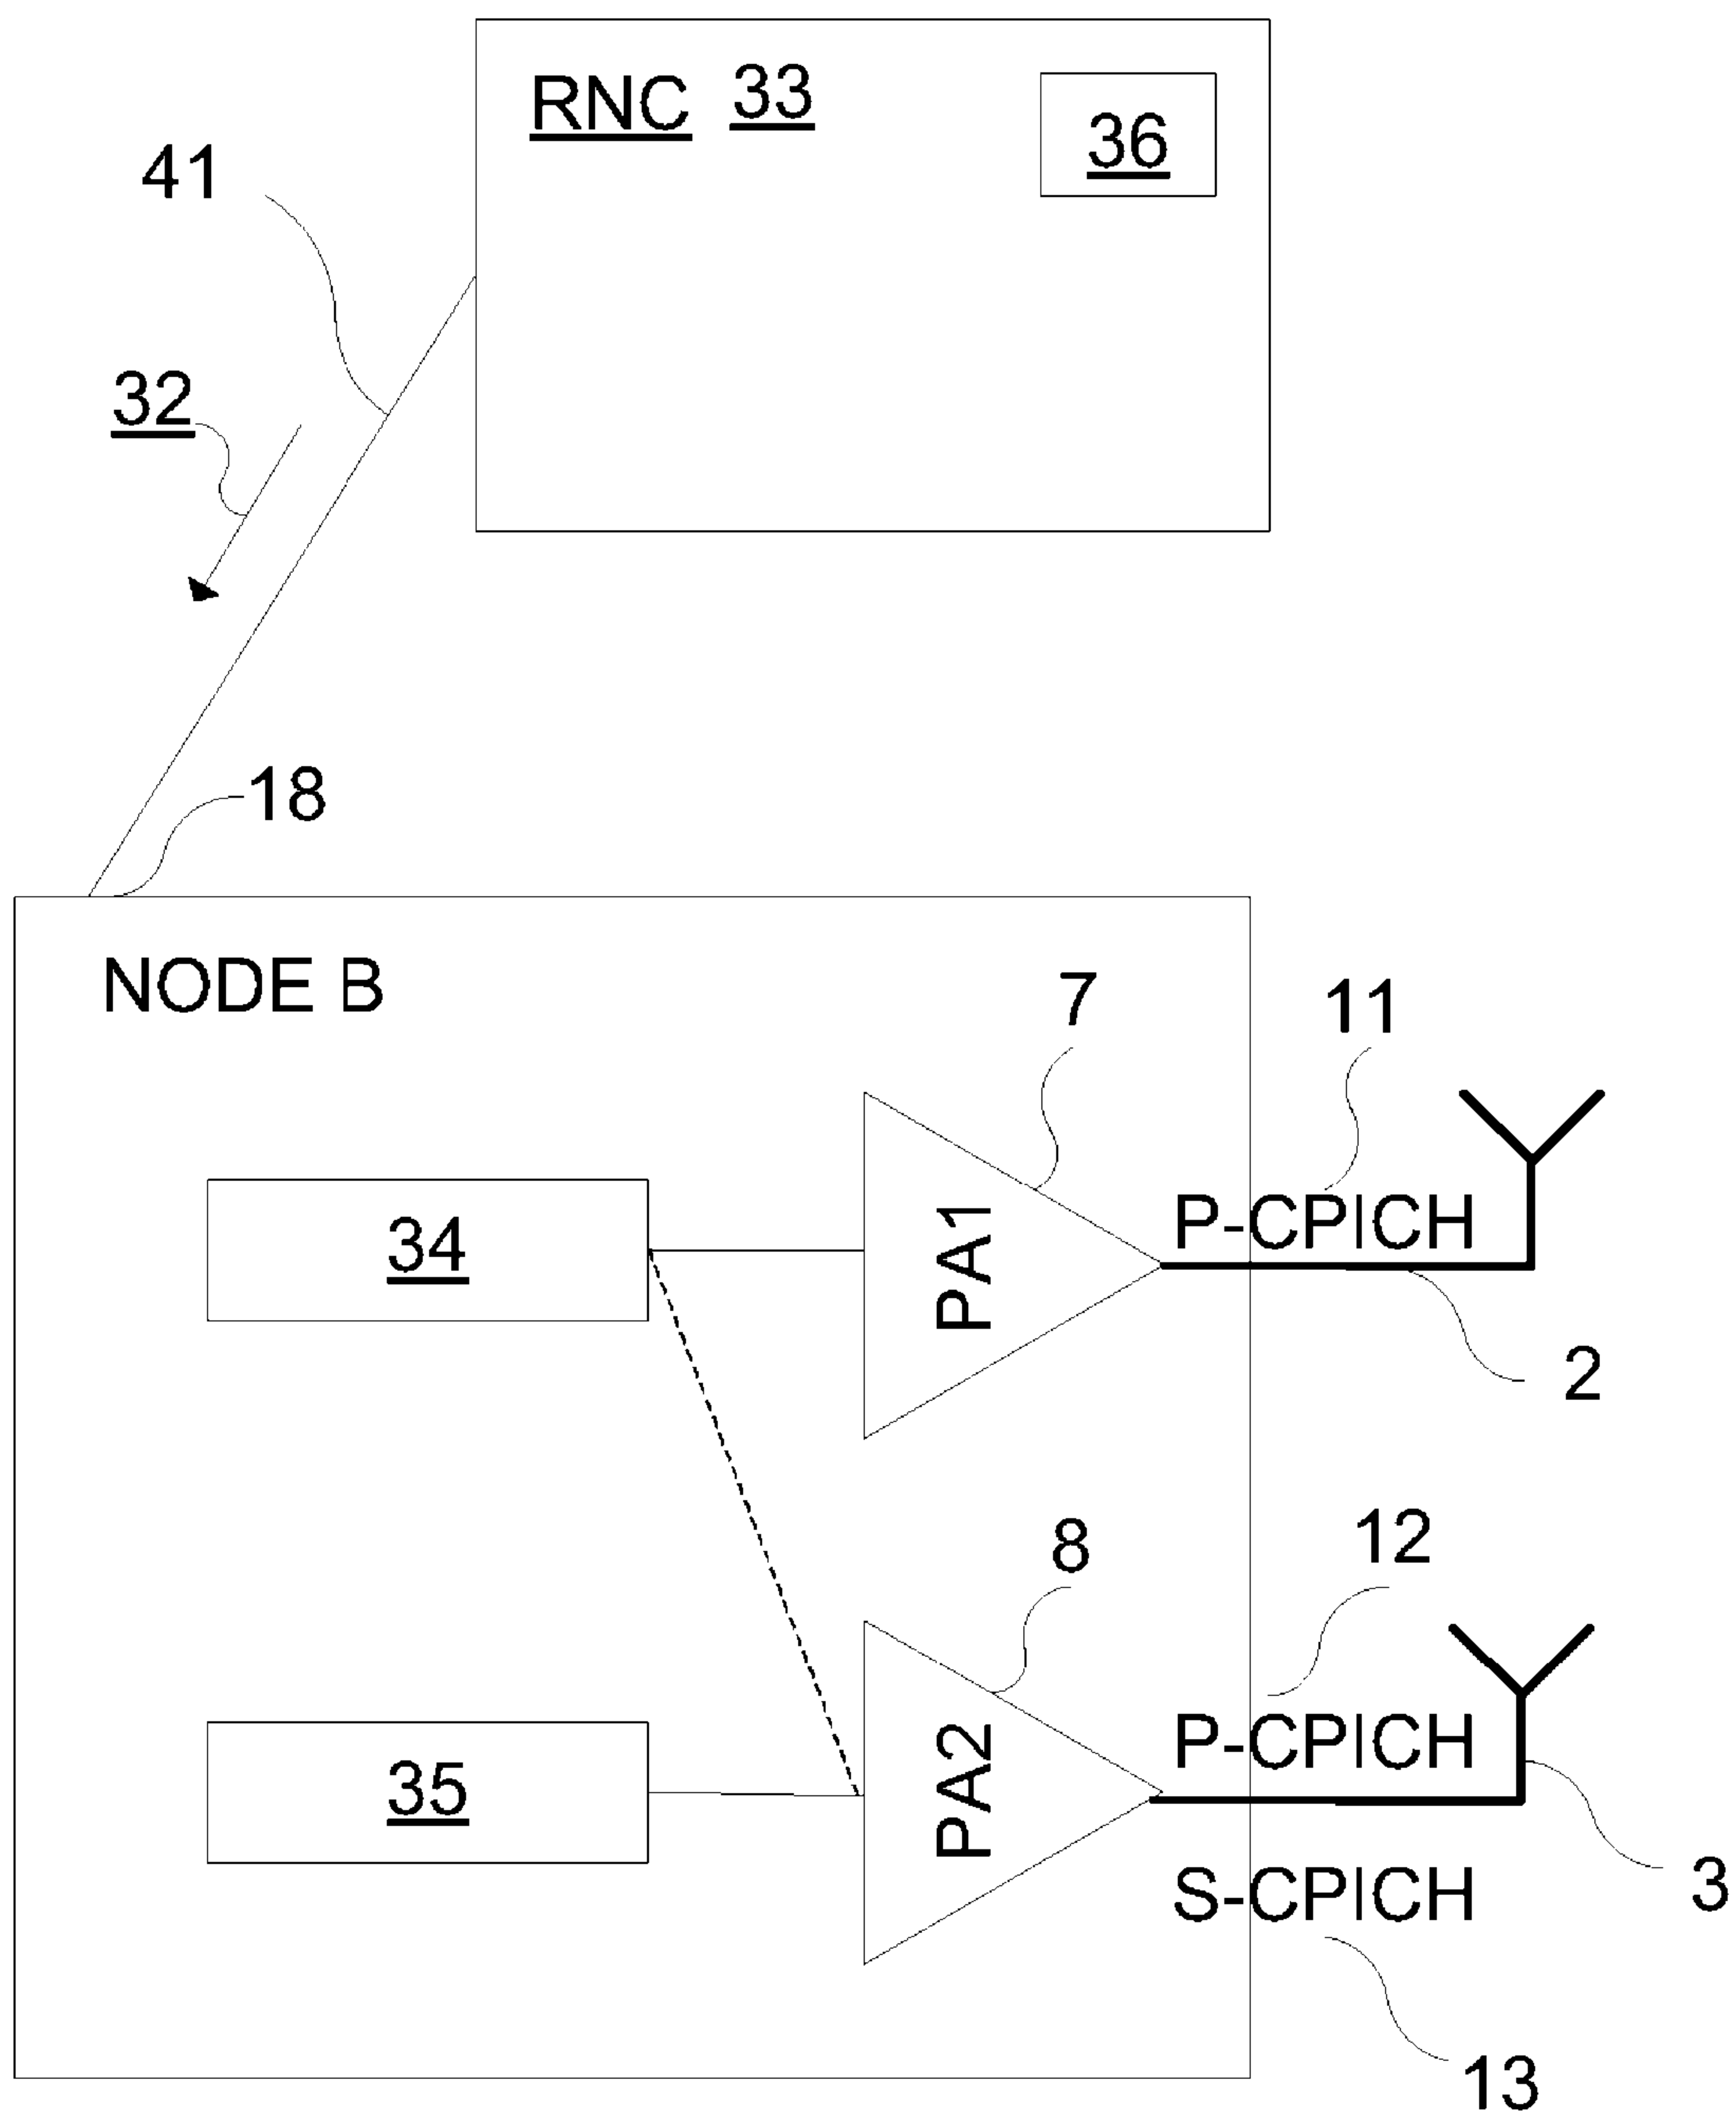 RNC 33
36
41
32
18
NODE B
7
11
34
PA1
P-CPICH
2
8
12
35
PA2
P-CPICH
S-CPICH
3
13